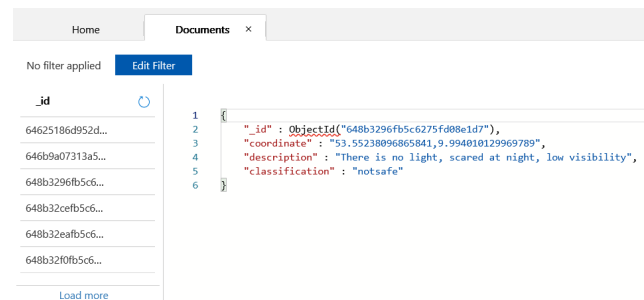 Home
Documents ×
No filter applied Edit Filter
_id
64625186d952d...
646b9a07313a5...
648b3296fb5c6...
648b32cefb5c6...
648b32eafb5c6...
648b32f0fb5c6...
Load more
1 {
2 "_id" : ObjectId("648b3296fb5c6275fd08e1d7"),
3 "coordinate" : "53.55238096865841,9.994010129969789",
4 "description" : "There is no light, scared at night, low visibility",
5 "classification" : "notsafe"
6 }